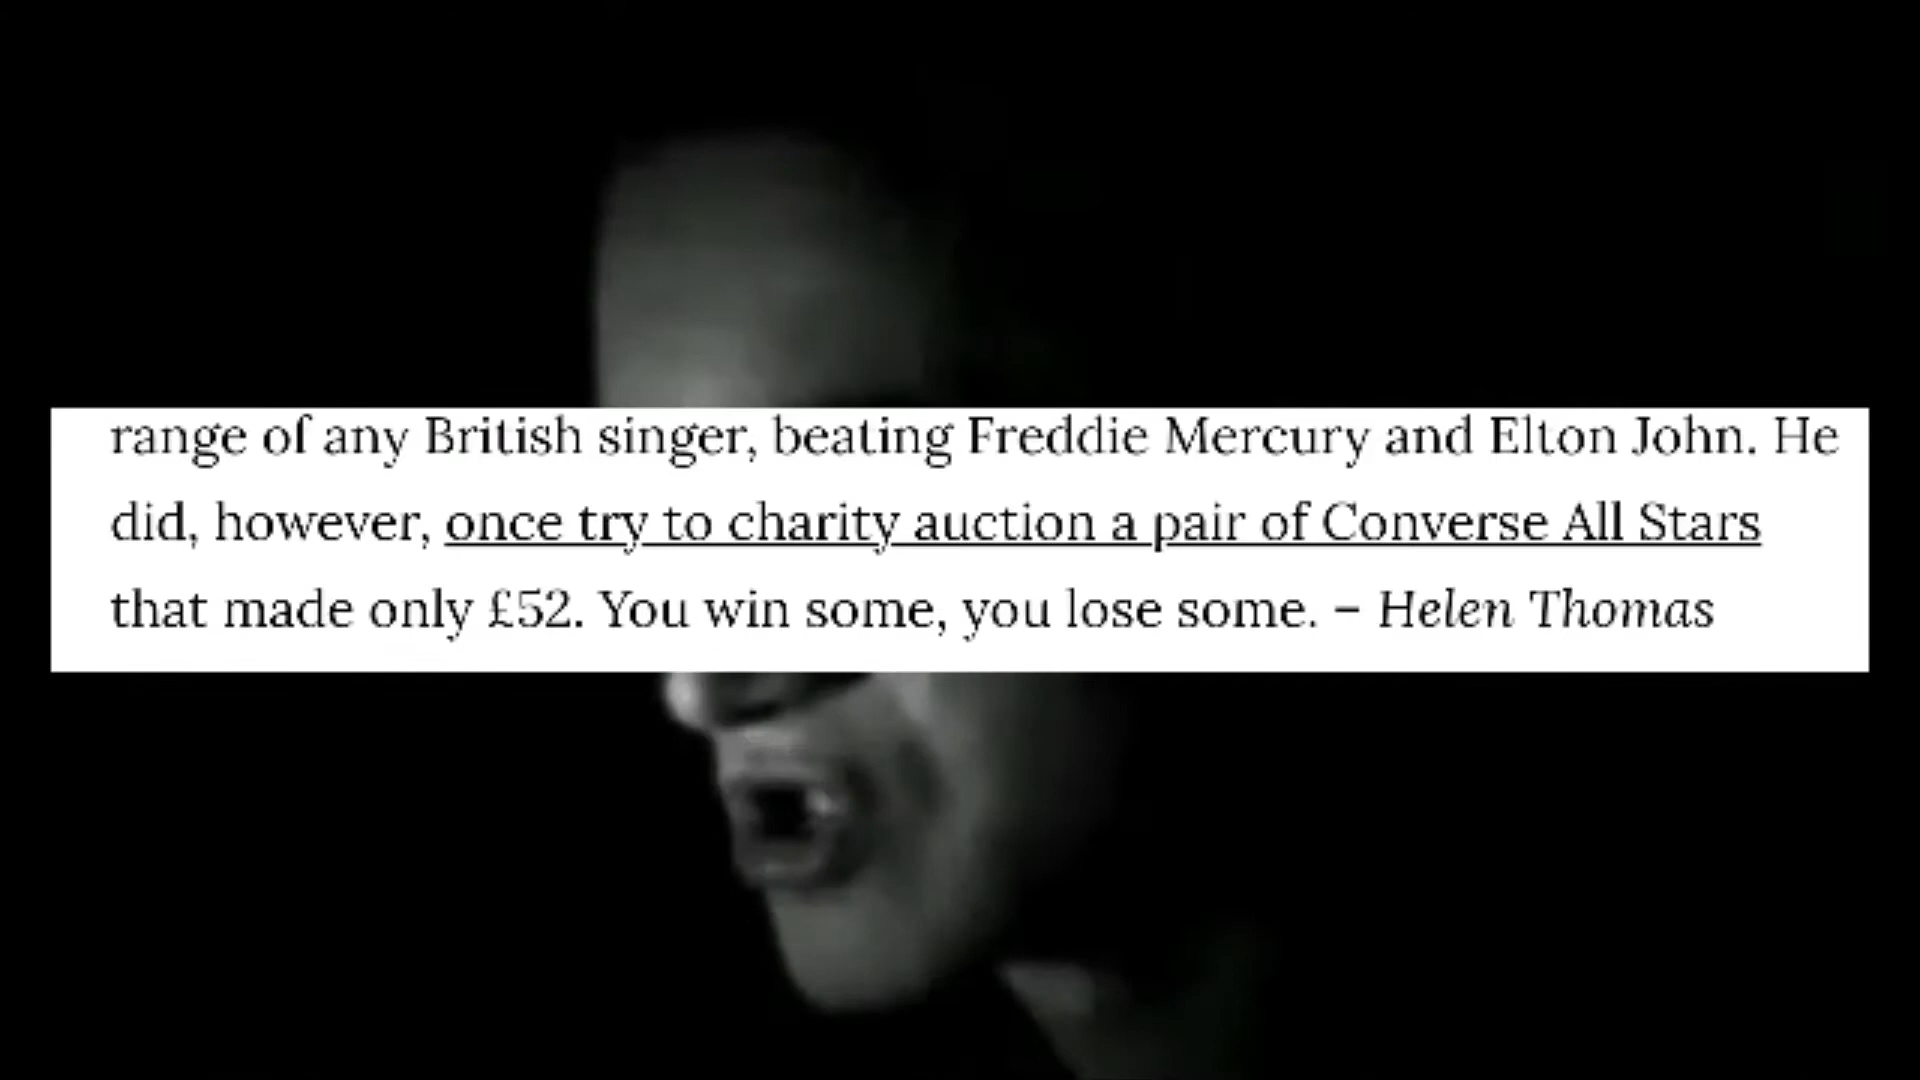 range of any British singer, beating Freddie Mercury and Elton John. He
did, however, once try to charity auction a pair of Converse All Stars
that made only £52. You win some, you lose some. – Helen Thomas